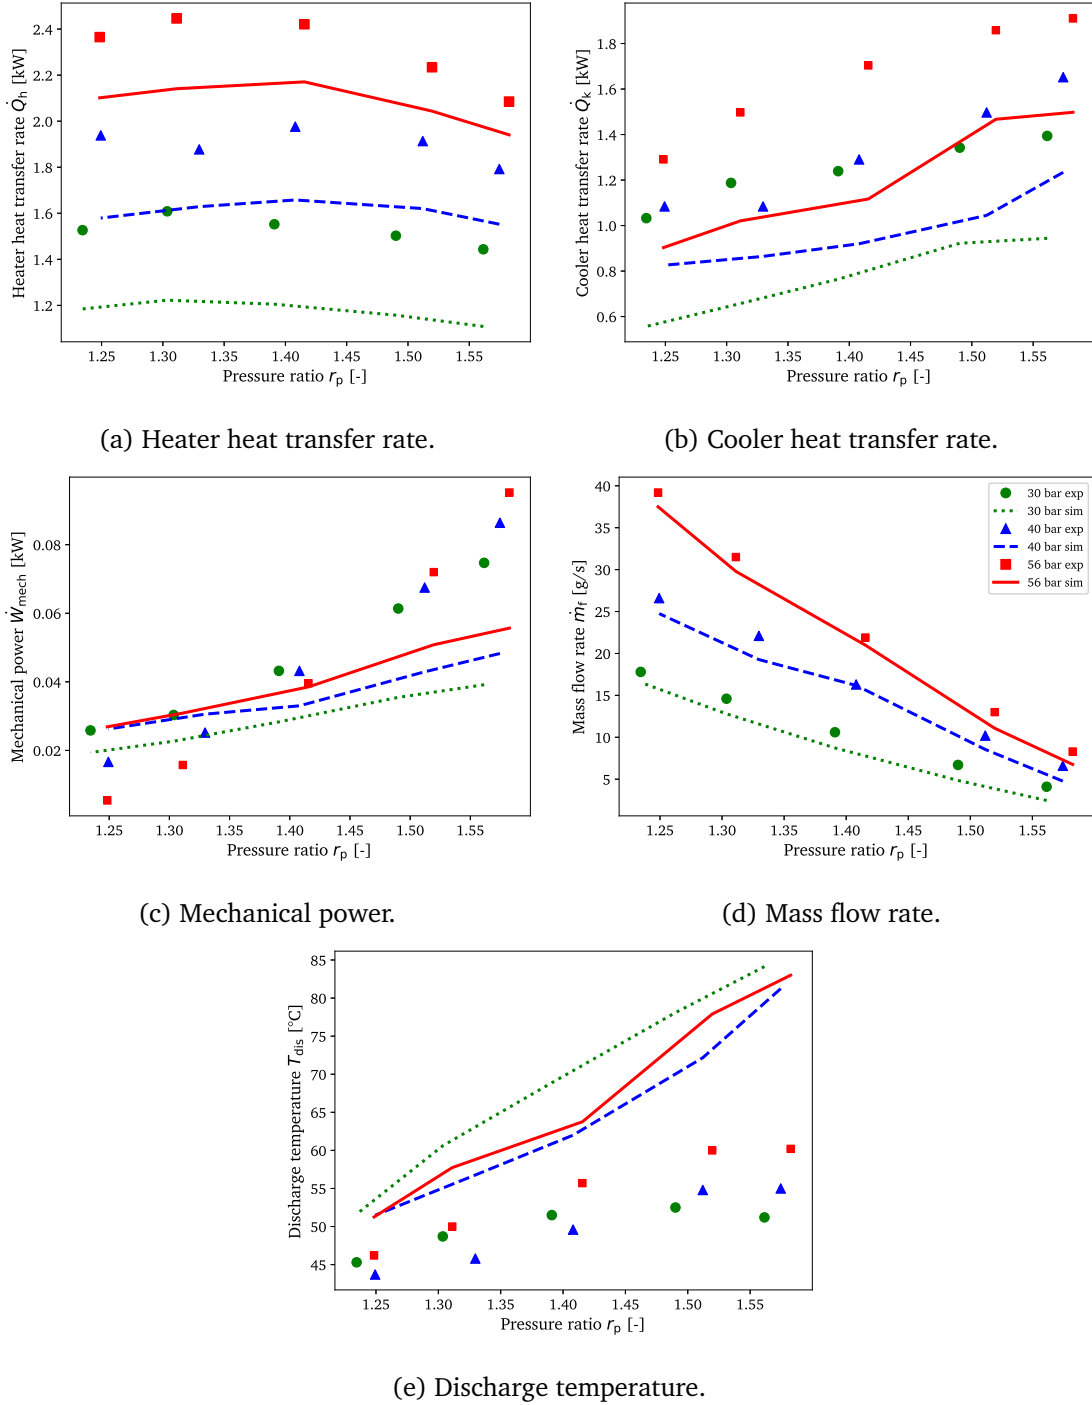 2.4
2.2
2.0
1.8
1.6
1.4
1.2
Heater heat transfer rate Q̇h [kW]
1.25 1.30 1.35 1.40 1.45 1.50 1.55
Pressure ratio rp [-]
(a) Heater heat transfer rate.
1.8
1.6
1.4
1.2
1.0
0.8
0.6
Cooler heat transfer rate Q̇k [kW]
1.25 1.30 1.35 1.40 1.45 1.50 1.55
Pressure ratio rp [-]
(b) Cooler heat transfer rate.
0.08
0.06
0.04
0.02
Mechanical power Ẇmech [kW]
1.25 1.30 1.35 1.40 1.45 1.50 1.55
Pressure ratio rp [-]
(c) Mechanical power.
40
35
30
25
20
15
10
5
Mass flow rate ṁf [g/s]
30 bar exp
30 bar sim
40 bar exp
40 bar sim
56 bar exp
56 bar sim
1.25 1.30 1.35 1.40 1.45 1.50 1.55
Pressure ratio rp [-]
(d) Mass flow rate.
85
80
75
70
65
60
55
50
45
Discharge temperature Tdis [°C]
1.25 1.30 1.35 1.40 1.45 1.50 1.55
Pressure ratio rp [-]
(e) Discharge temperature.